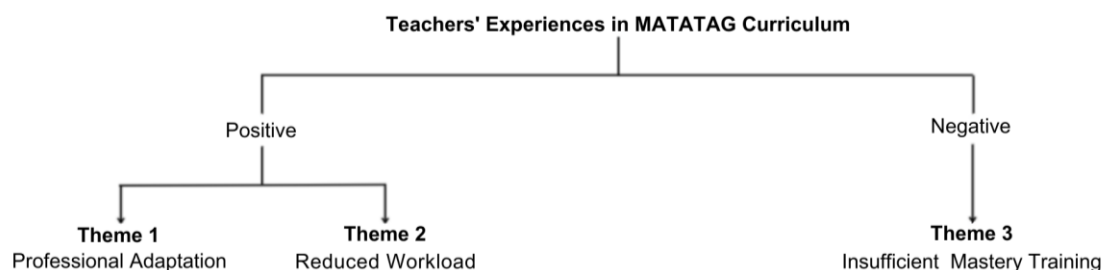 Teachers' Experiences in MATATAG Curriculum
Positive
Negative
Theme 1
Professional Adaptation
Theme 2
Reduced Workload
Theme 3
Insufficient Mastery Training